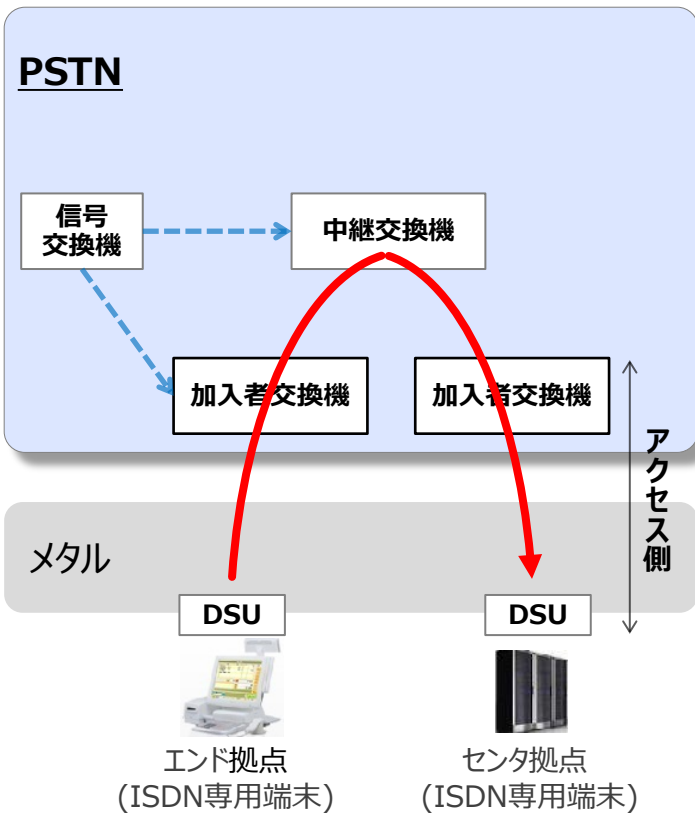 PSTN
信号
交換機
中継交換機
加入者交換機
加入者交換機
アクセス側
メタル
DSU
DSU
エンド拠点
(ISDN専用端末)
センタ拠点
(ISDN専用端末)